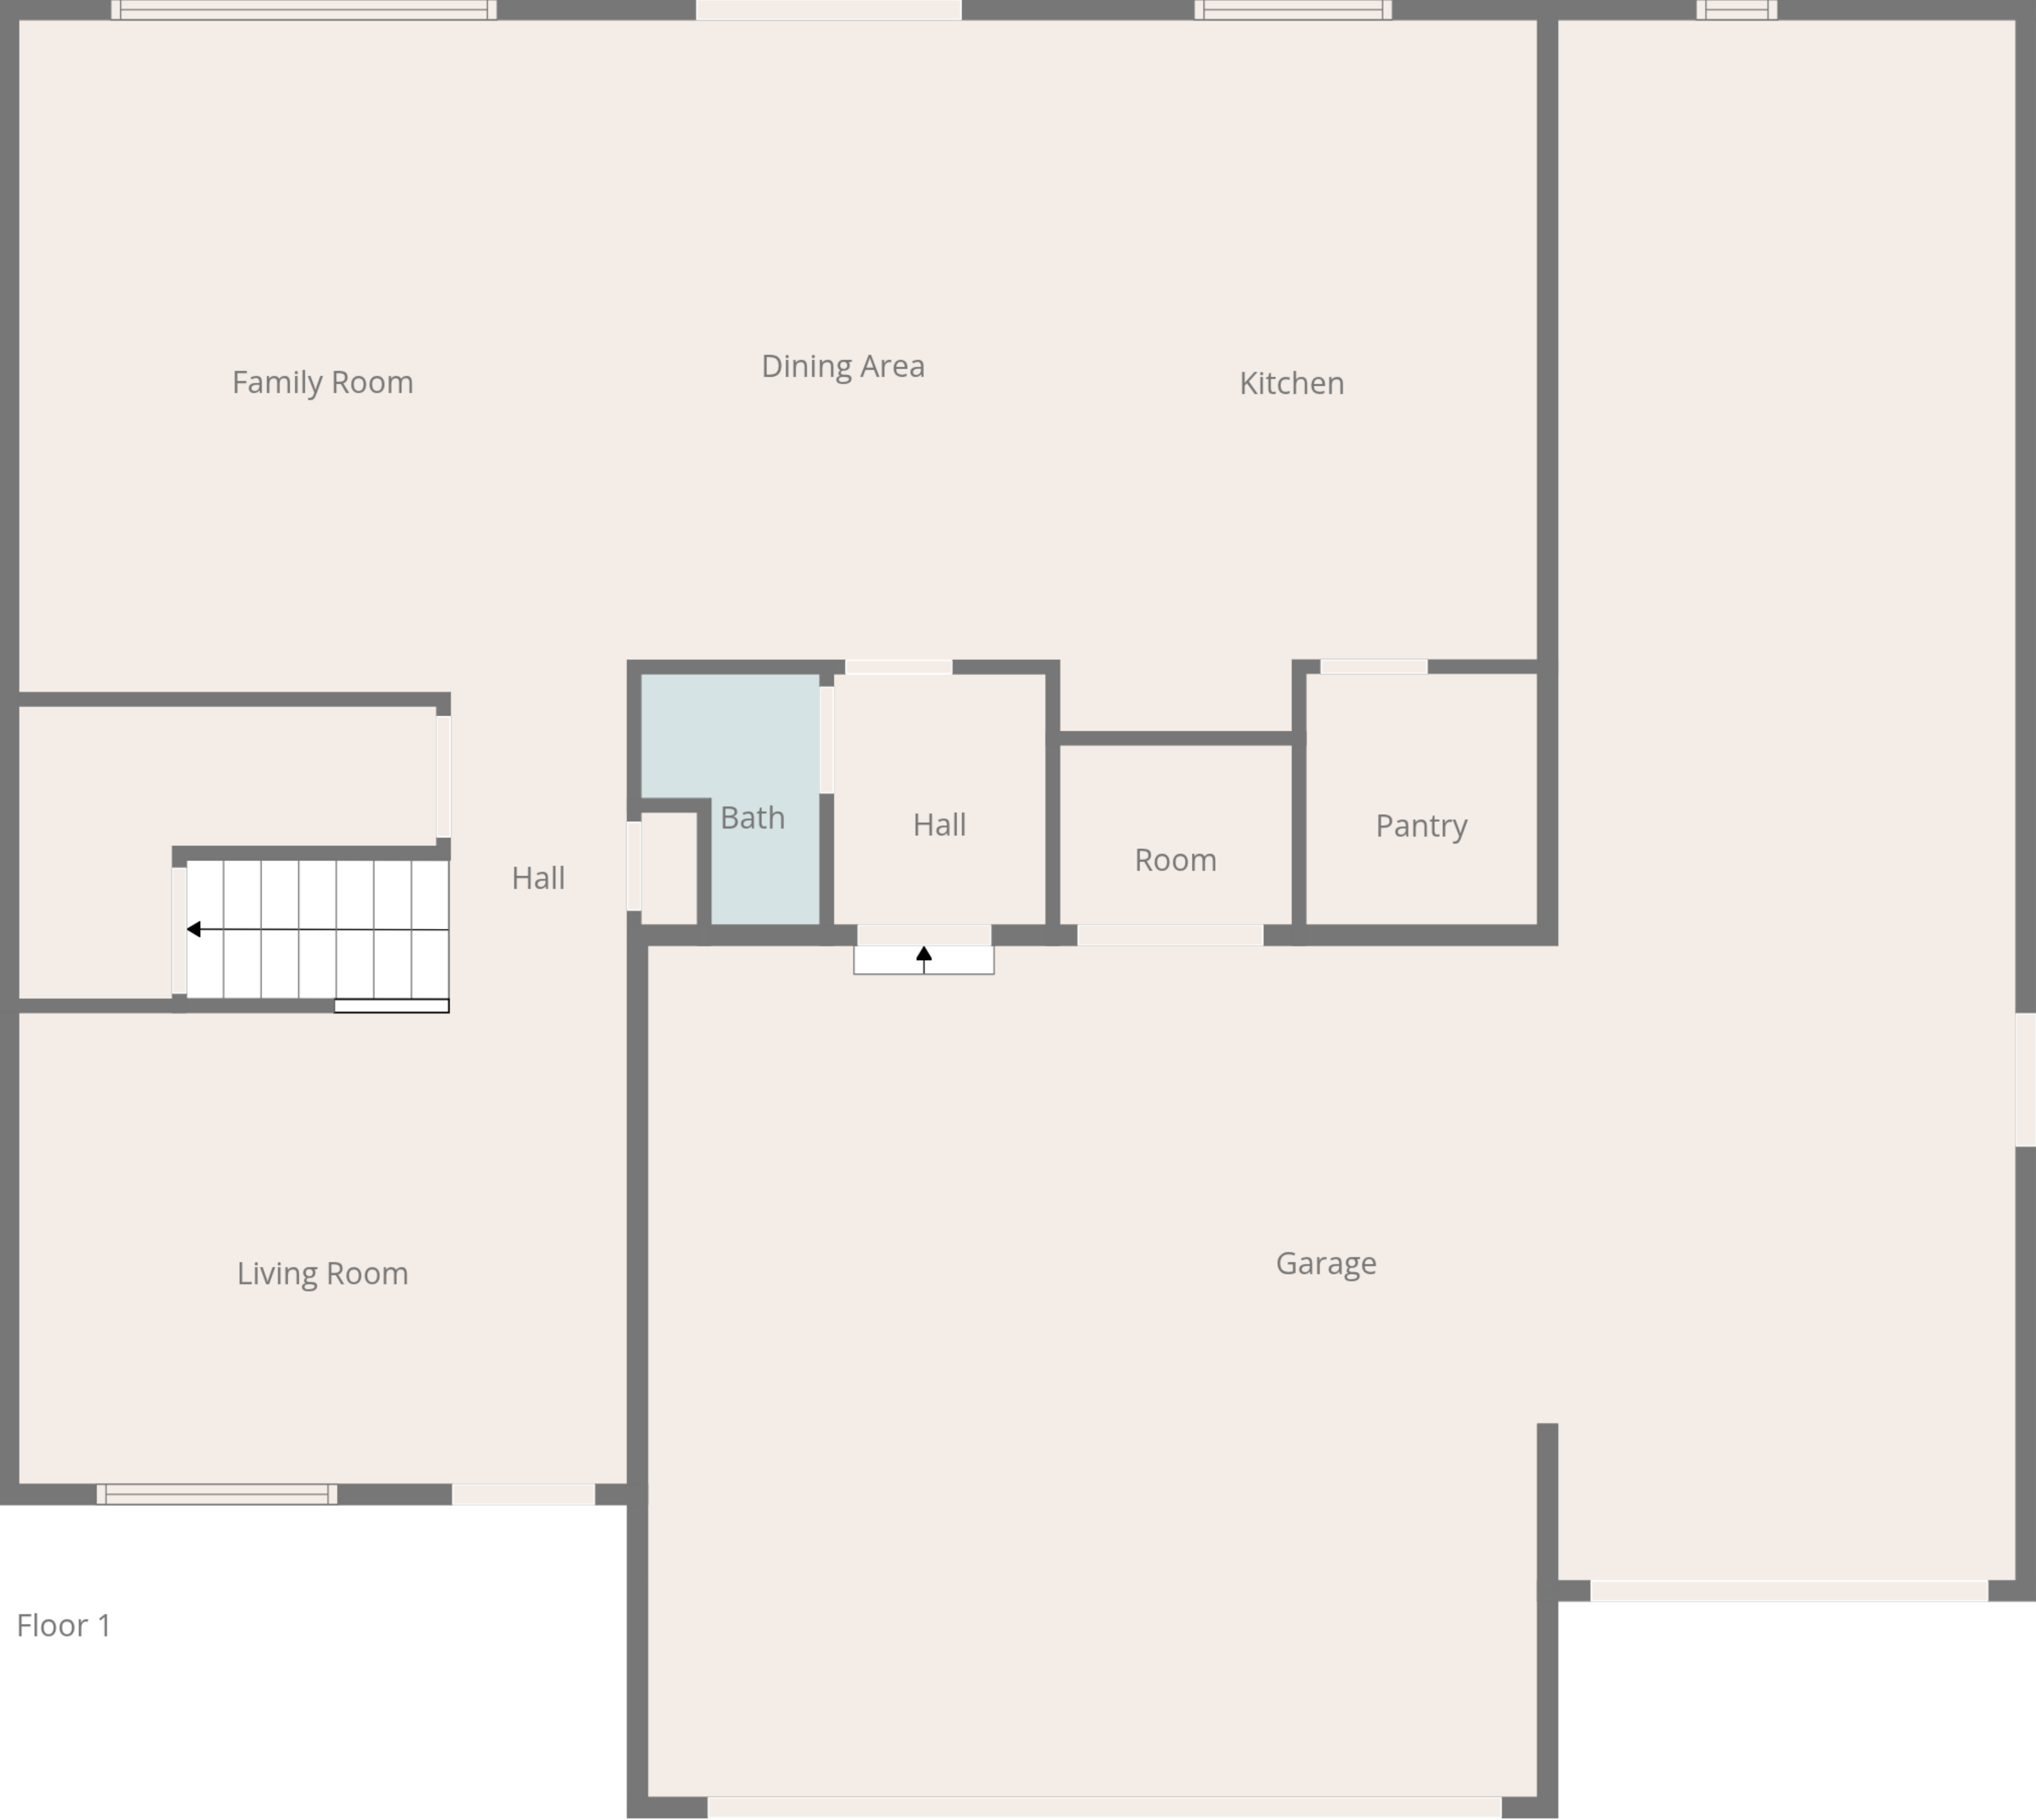 Family Room
Dining Area
Kitchen
Bath
Hall
Pantry
Room
Hall
Garage
Living Room
Floor 1